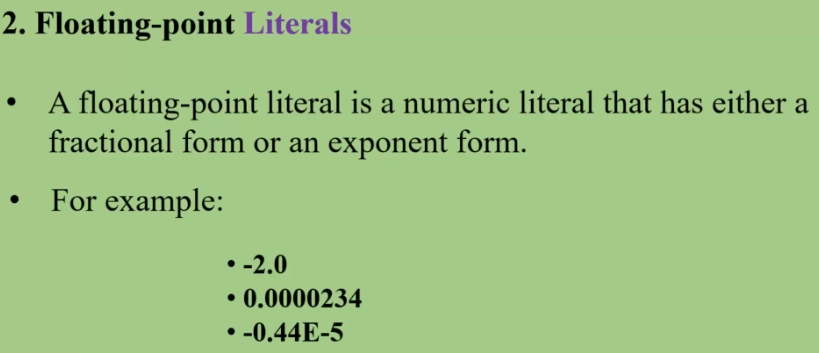 2. Floating-point Literals
• A floating-point literal is a numeric literal that has either a
fractional form or an exponent form.
• For example:
• -2.0
• 0.0000234
• -0.44E-5